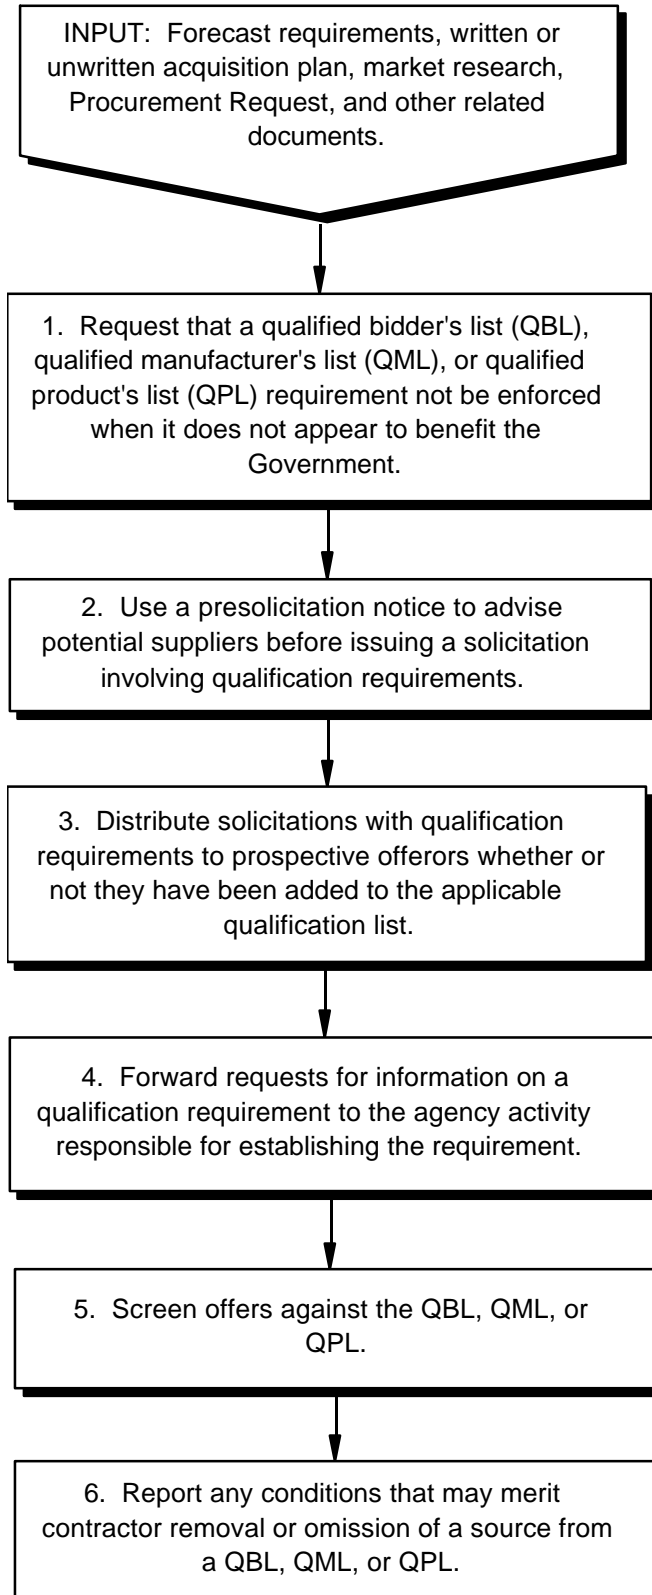 INPUT:  Forecast requirements, written or
unwritten acquisition plan, market research,
Procurement Request, and other related
documents.
1.  Request that a qualified bidder's list (QBL),
qualified manufacturer's list (QML), or qualified
product's list (QPL) requirement not be enforced
when it does not appear to benefit the
Government.
2.  Use a presolicitation notice to advise
potential suppliers before issuing a solicitation
involving qualification requirements.
3.  Distribute solicitations with qualification
requirements to prospective offerors whether or
not they have been added to the applicable
qualification list.
4.  Forward requests for information on a
qualification requirement to the agency activity
responsible for establishing the requirement.
5.  Screen offers against the QBL, QML, or
QPL.
6.  Report any conditions that may merit
contractor removal or omission of a source from
a QBL, QML, or QPL.